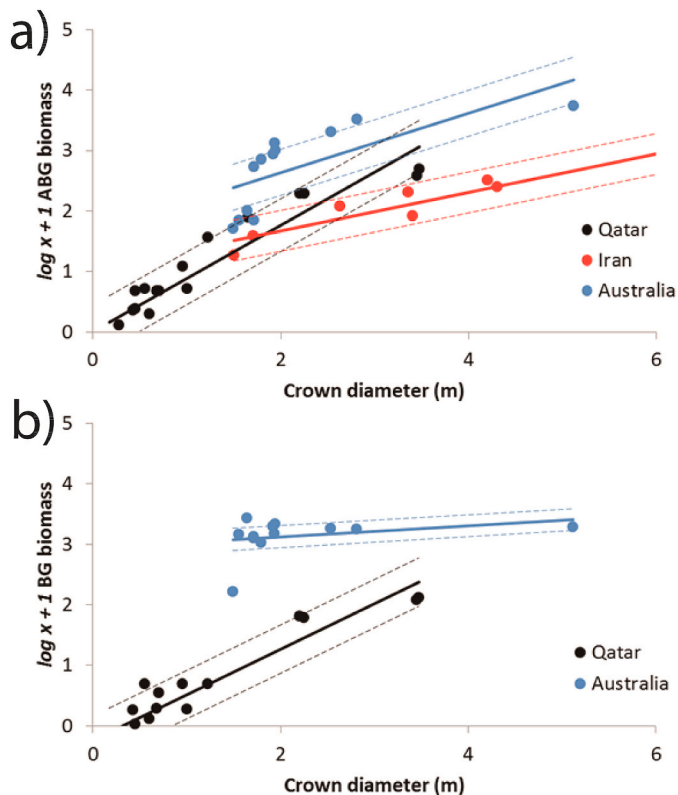 a)
5
4
3
2
1
0
log x + 1 ABG biomass
0 2 4 6
Crown diameter (m)
Qatar
Iran
Australia
b)
5
4
3
2
1
0
log x + 1 BG biomass
0 2 4 6
Crown diameter (m)
Qatar
Australia